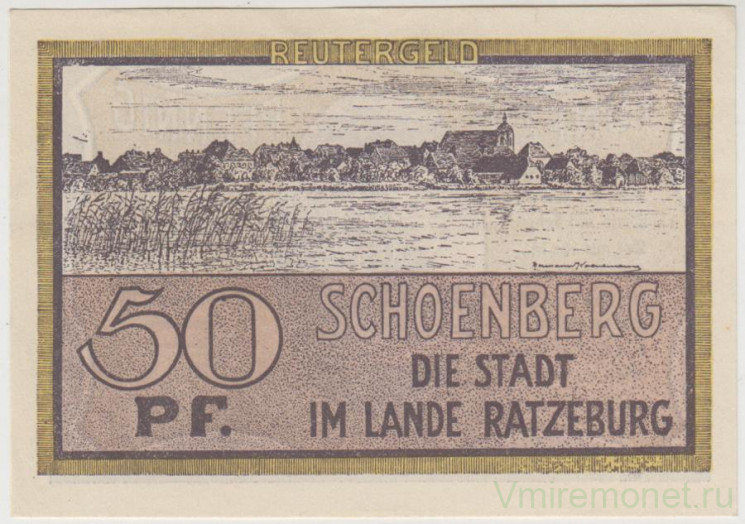 REUTERGELD
50
PF.
SCHOENBERG
DIE STADT
IM LANDE RATZEBURG
Vmiremonet.ru